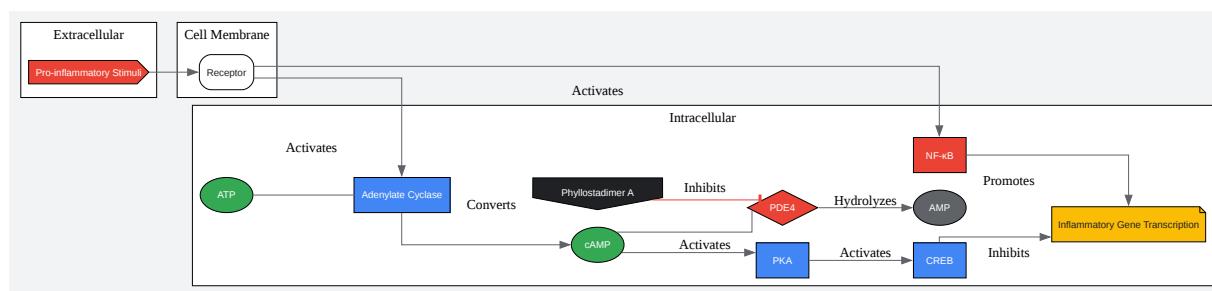 Extracellular
Cell Membrane
Pro-inflammatory Stimuli
Receptor
Activates
Intracellular
Activates
NF-κB
ATP
Adenylate Cyclase
Phyllostadimer A
Inhibits
Promotes
Converts
PDE4
Hydrolyzes
AMP
Inflammatory Gene Transcription
cAMP
Activates
PKA
Activates
CREB
Inhibits